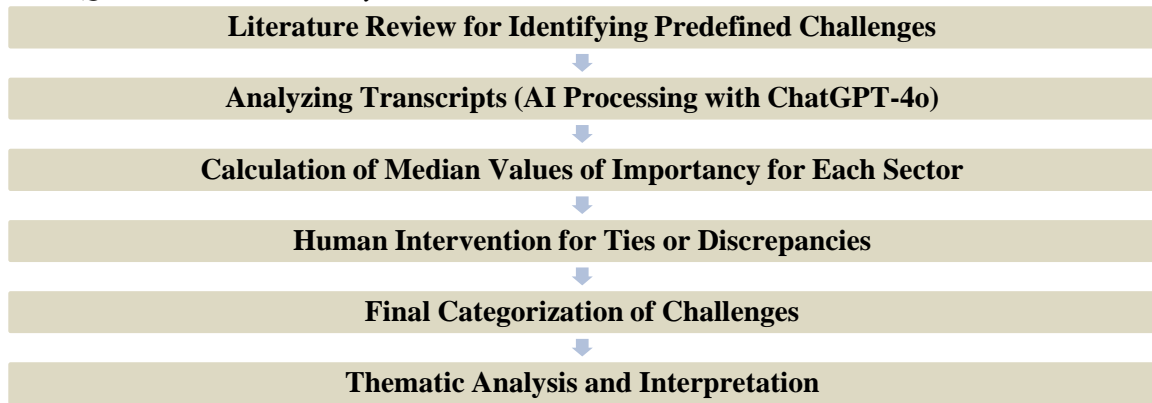 Literature Review for Identifying Predefined Challenges
Analyzing Transcripts (AI Processing with ChatGPT-4o)
Calculation of Median Values of Importancy for Each Sector
Human Intervention for Ties or Discrepancies
Final Categorization of Challenges
Thematic Analysis and Interpretation